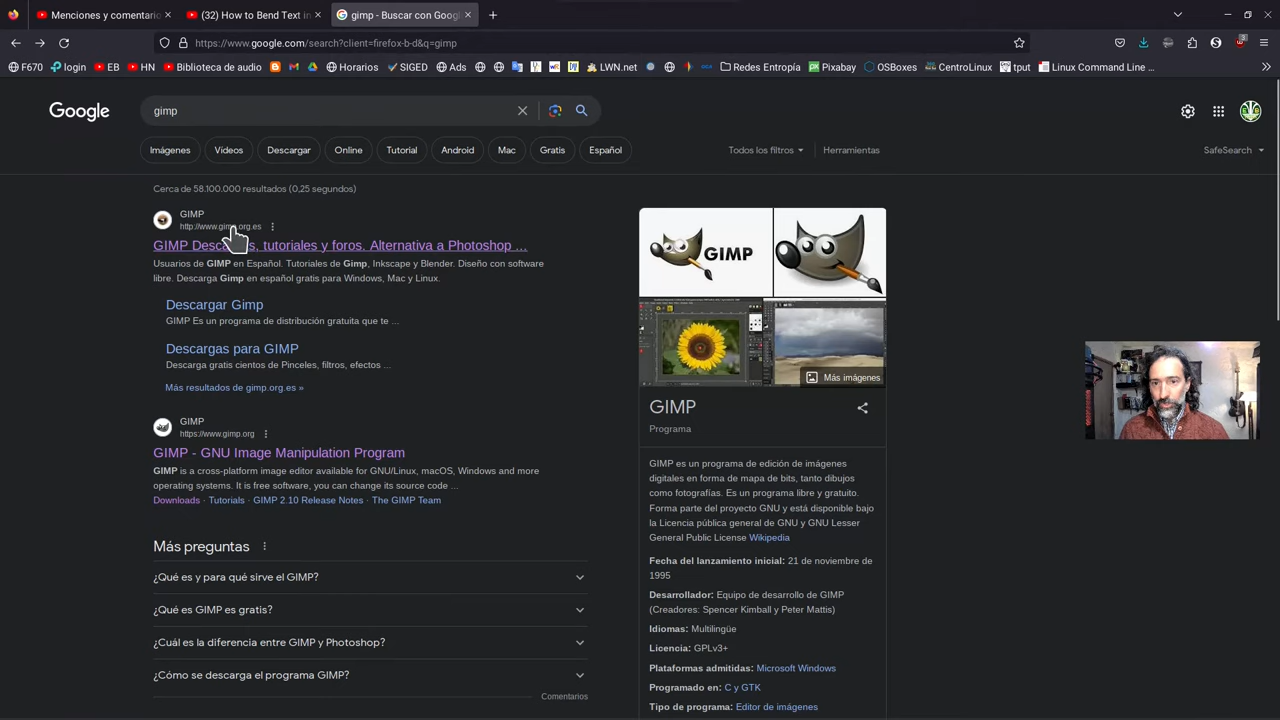 Menciones y comentario
(32) How to Bend Text in
gimp - Buscar con Googl
https://www.google.com/search?client=firefox-b-d&q=gimp
F670
login
EB
HN
Biblioteca de audio
Horarios
SIGED
Ads
LWN.net
Redes Entropía
Pixabay
OSBoxes
CentroLinux
tput
Linux Command Line ...
Google
gimp
Imágenes
Vídeos
Descargar
Online
Tutorial
Android
Mac
Gratis
Español
Todos los filtros
Herramientas
SafeSearch
Cerca de 58.100.000 resultados (0,25 segundos)
GIMP
http://www.gimp.org.es
GIMP Descargas, tutoriales y foros. Alternativa a Photoshop ...
Usuarios de GIMP en Español. Tutoriales de Gimp, Inkscape y Blender. Diseño con software
libre. Descarga Gimp en español gratis para Windows, Mac y Linux.
Descargar Gimp
GIMP Es un programa de distribución gratuita que te ...
Descargas para GIMP
Descarga gratis cientos de Pinceles, filtros, efectos ...
Más resultados de gimp.org.es »
GIMP
https://www.gimp.org
GIMP - GNU Image Manipulation Program
GIMP is a cross-platform image editor available for GNU/Linux, macOS, Windows and more
operating systems. It is free software, you can change its source code ...
Downloads · Tutorials · GIMP 2.10 Release Notes · The GIMP Team
Más preguntas
¿Qué es y para qué sirve el GIMP?
¿Qué es GIMP es gratis?
¿Cuál es la diferencia entre GIMP y Photoshop?
¿Cómo se descarga el programa GIMP?
Comentarios
GIMP
Más imágenes
GIMP
Programa
GIMP es un programa de edición de imágenes
digitales en forma de mapa de bits, tanto dibujos
como fotografías. Es un programa libre y gratuito.
Forma parte del proyecto GNU y está disponible bajo
la Licencia pública general de GNU y GNU Lesser
General Public License Wikipedia
Fecha del lanzamiento inicial: 21 de noviembre de
1995
Desarrollador: Equipo de desarrollo de GIMP
(Creadores: Spencer Kimball y Peter Mattis)
Idiomas: Multilingüe
Licencia: GPLv3+
Plataformas admitidas: Microsoft Windows
Programado en: C y GTK
Tipo de programa: Editor de imágenes